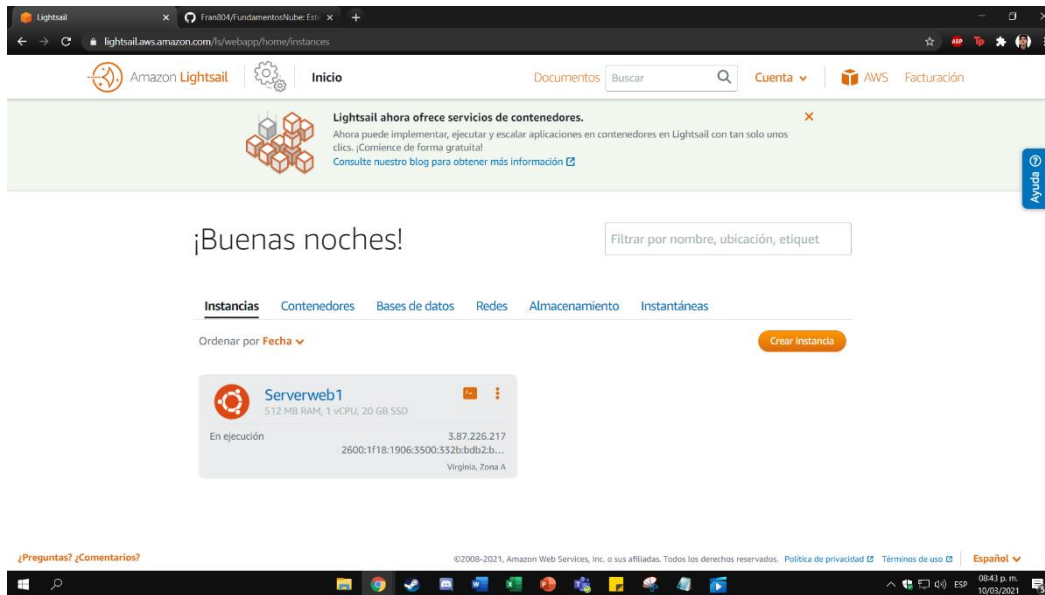 Lightsail
Fran804/FundamentosNube: Estr
lightsail.aws.amazon.com/ls/webapp/home/instances
ABP
Tp
Amazon Lightsail
Inicio
Documentos
Buscar
Cuenta
AWS
Facturación
Lightsail ahora ofrece servicios de contenedores.
Ahora puede implementar, ejecutar y escalar aplicaciones en contenedores en Lightsail con tan solo unos
clics. ¡Comience de forma gratuita!
Consulte nuestro blog para obtener más información
Ayuda
¡Buenas noches!
Filtrar por nombre, ubicación, etiquet
Instancias
Contenedores
Bases de datos
Redes
Almacenamiento
Instantáneas
Ordenar por Fecha
Crear instancia
Serverweb1
512 MB RAM, 1 vCPU, 20 GB SSD
En ejecución
3.87.226.217
2600:1f18:1906:3500:332b:bdb2:b...
Virginia, Zona A
¿Preguntas? ¿Comentarios?
©2008-2021, Amazon Web Services, Inc. o sus afiliadas. Todos los derechos reservados.
Política de privacidad
Términos de uso
Español
ESP
08:43 p. m.
10/03/2021